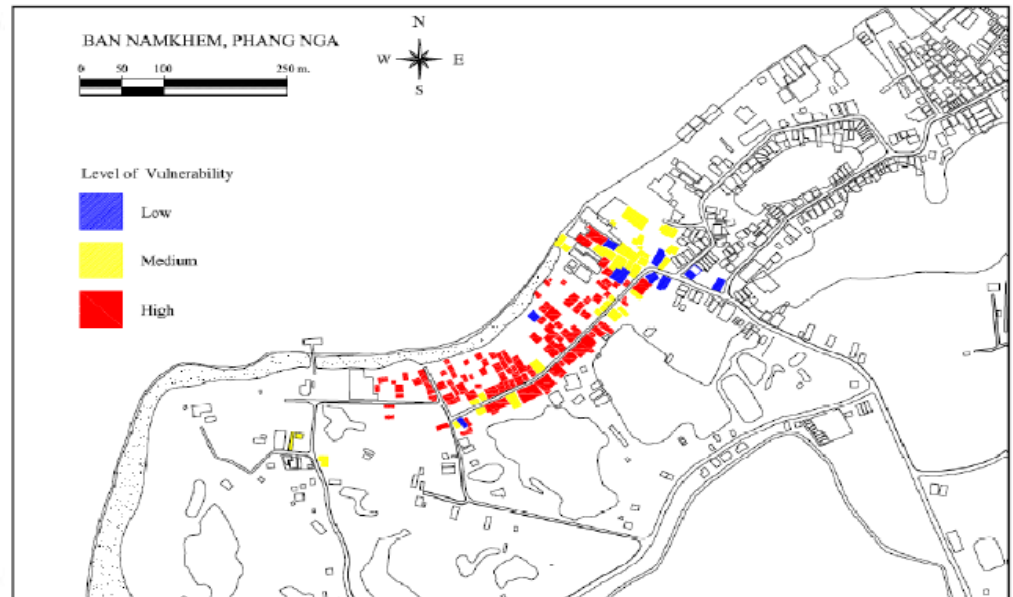 BAN NAMKHEM, PHANG NGA
0 50 100 250 m.
N
W E
S
Level of Vulnerability
Low
Medium
High